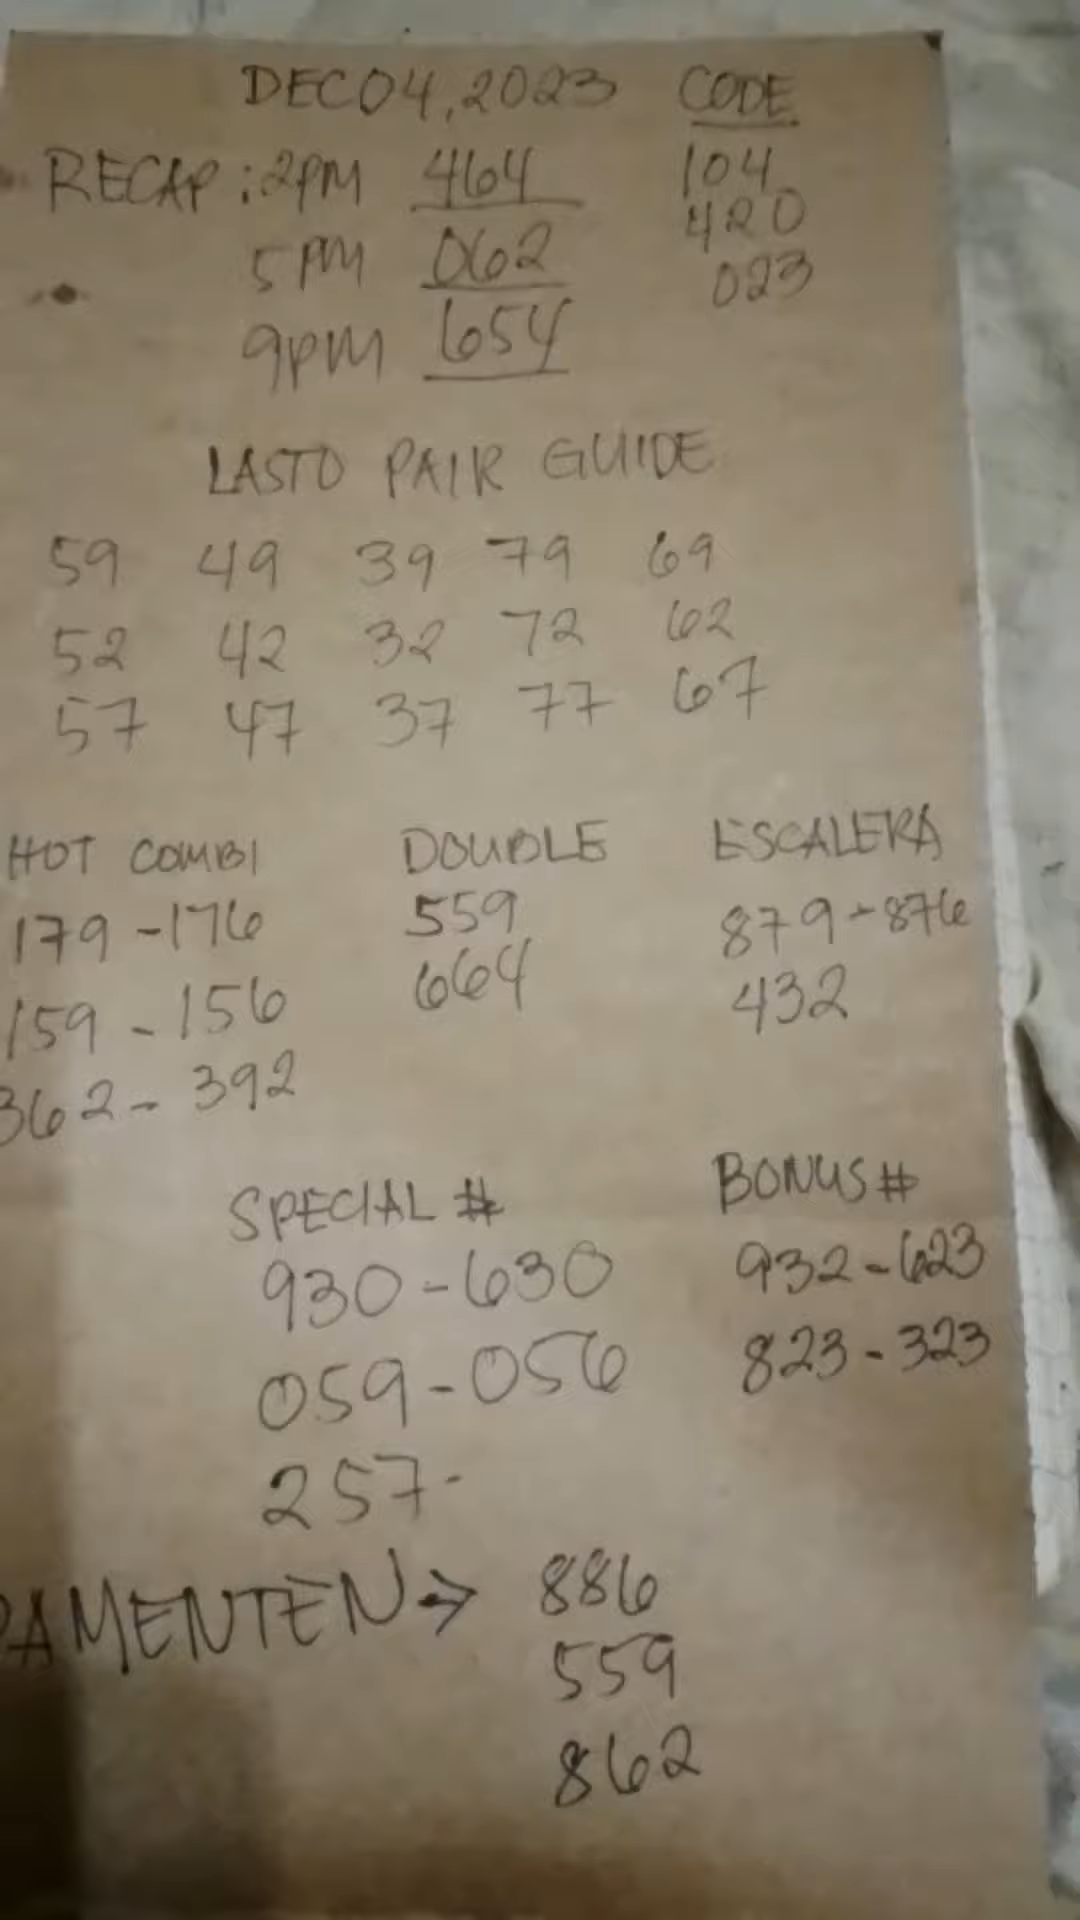 DEC04,2023 CODE
RECAP: 2PM 464 104
420
5PM 062 023
9PM 654
LASTO PAIR GUIDE
59 49 39 79 69
52 42 32 72 62
57 47 37 77 67
HOT COMBI DOUBLE ESCALERA
179-176 559 879-876
159-156 664 432
362-392
SPECIAL # BONUS#
930-630 932-623
059-056 823-323
257-
PAMENTEN → 886
559
862